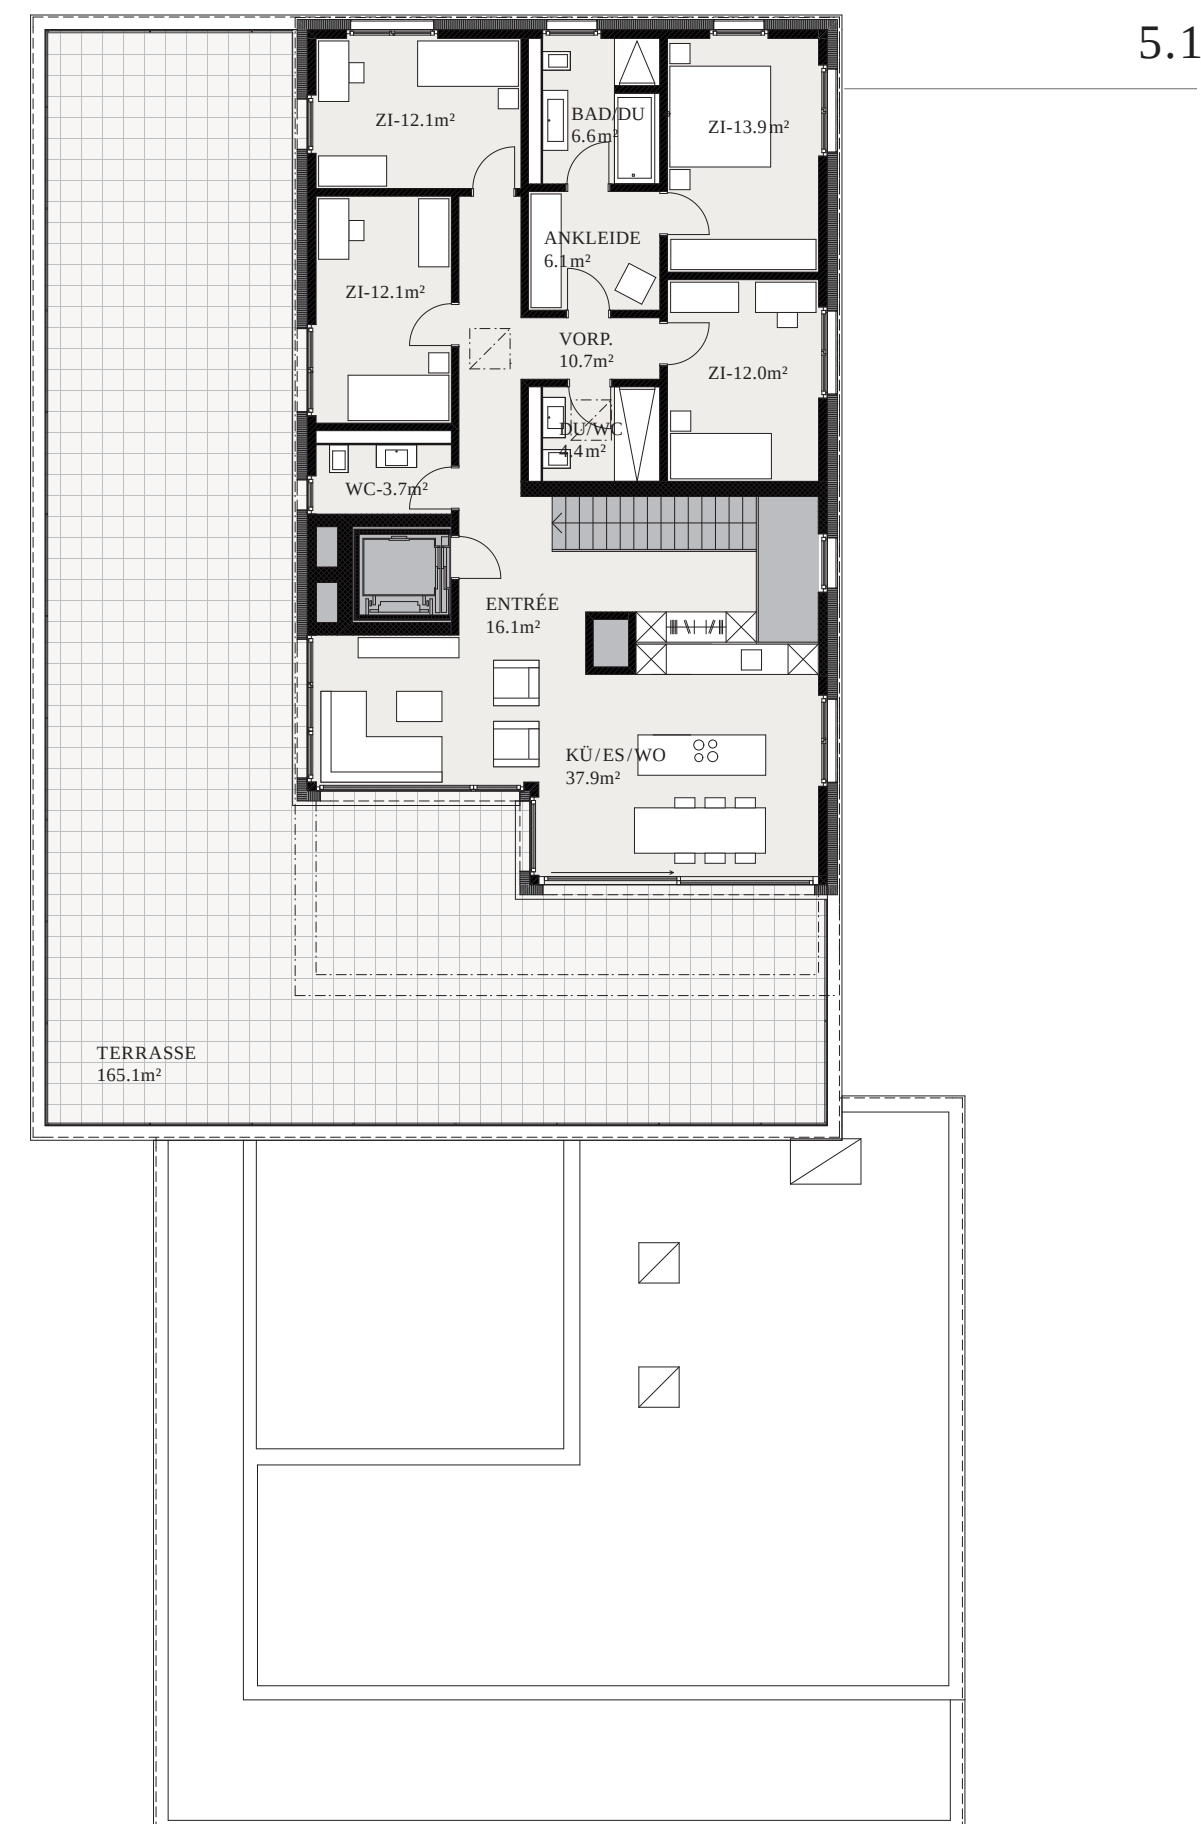 5.1
ZI-12.1m²
BAD/DU
6.6m²
ZI-13.9m²
ANKLEIDE
6.1m²
ZI-12.1m²
VORP.
10.7m²
ZI-12.0m²
DU/WC
4.4m²
WC-3.7m²
ENTRÉE
16.1m²
KÜ/ES/WO
37.9m²
TERRASSE
165.1m²